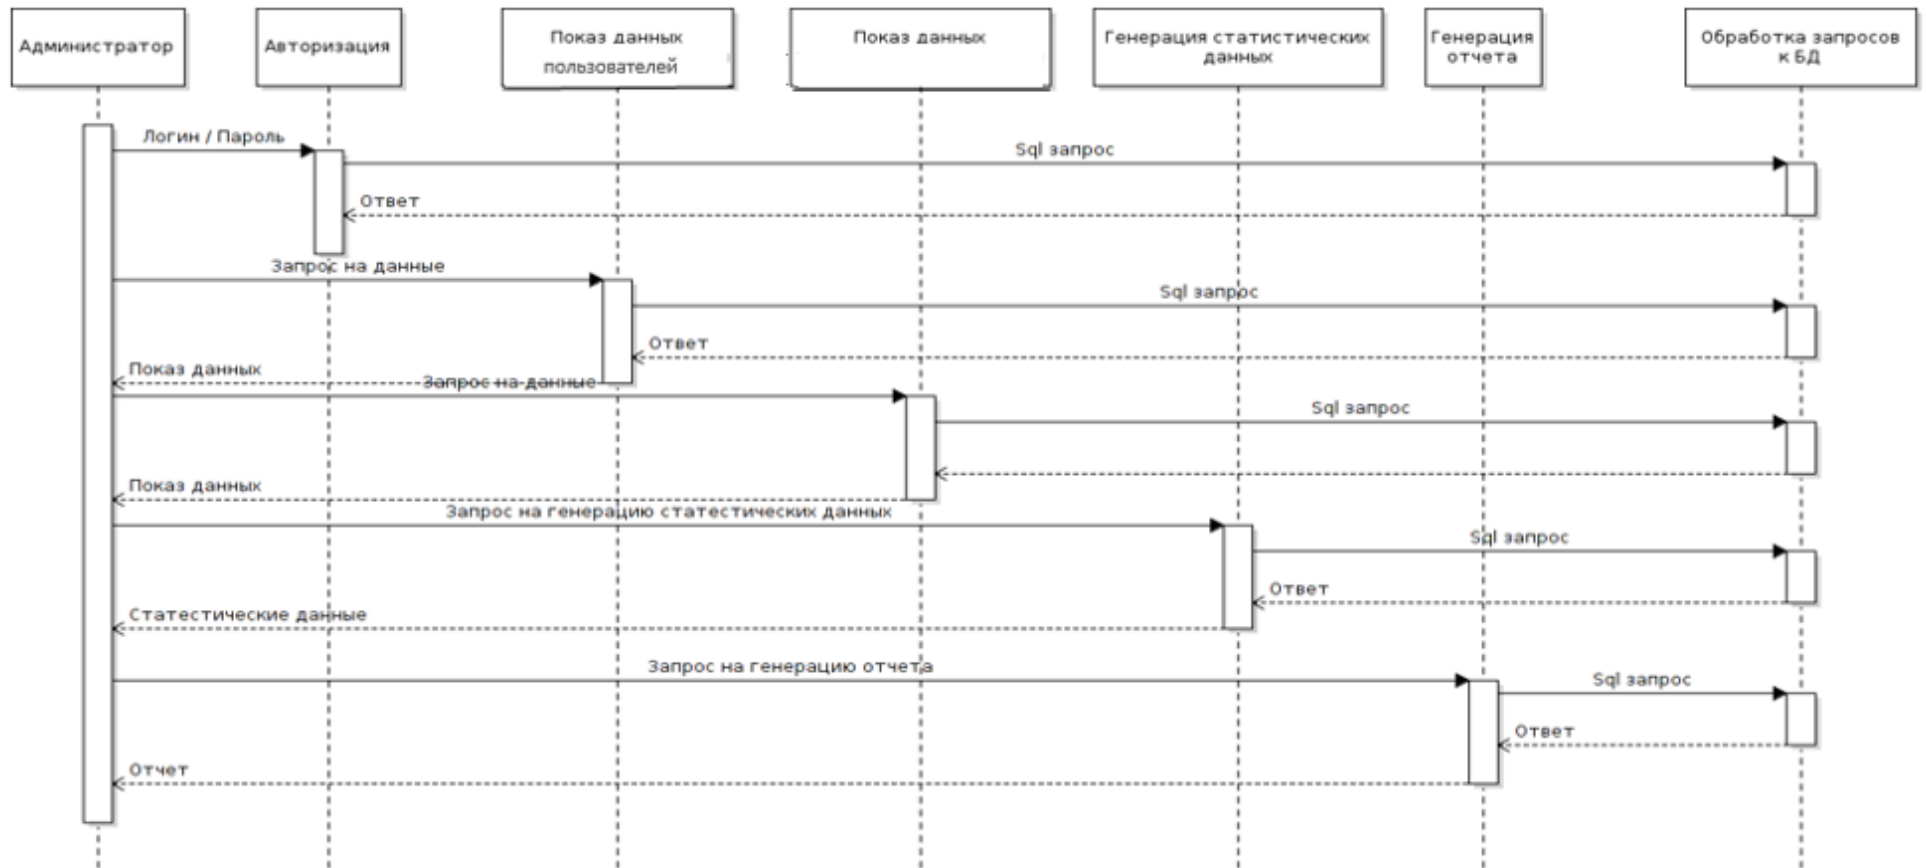 Администратор
Авторизация
Показ данных
пользователей
Показ данных
Генерация статистических
данных
Генерация
отчета
Обработка запросов
к БД
Логин / Пароль
Sql запрос
Ответ
Запрос на данные
Sql запрос
Ответ
Показ данных
Запрос на данные
Sql запрос
Показ данных
Запрос на генерацию статестических данных
Sql запрос
Ответ
Статестические данные
Запрос на генерацию отчета
Sql запрос
Ответ
Отчет